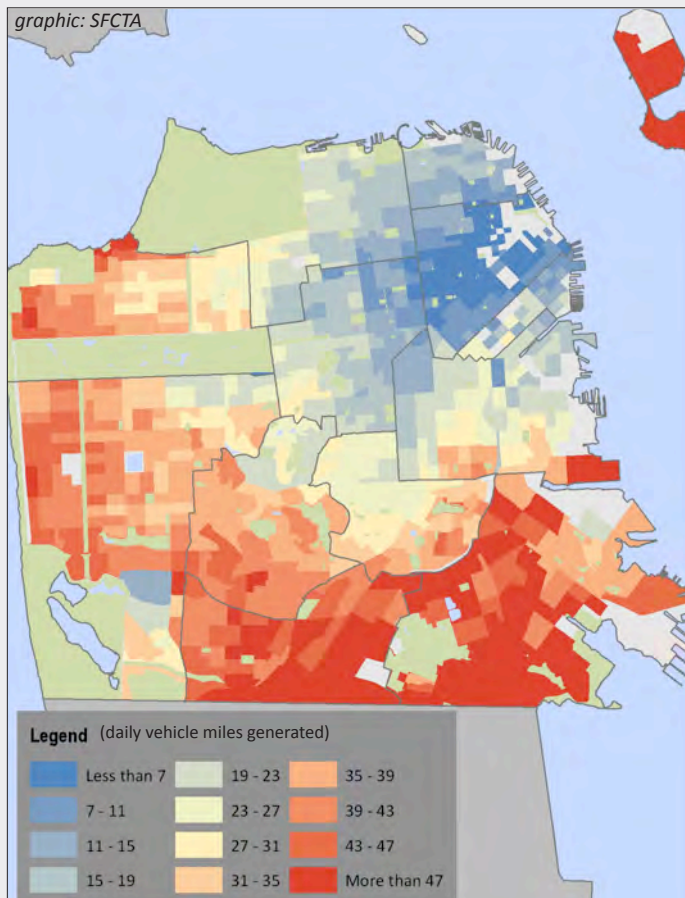 graphic: SFCTA
Legend (daily vehicle miles generated)
Less than 7
7 - 11
11 - 15
15 - 19
19 - 23
23 - 27
27 - 31
31 - 35
35 - 39
39 - 43
43 - 47
More than 47